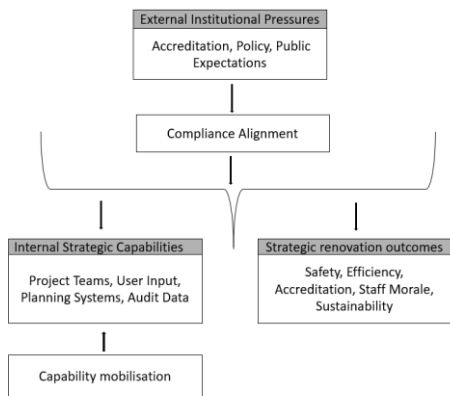 External Institutional Pressures
Accreditation, Policy, Public
Expectations
Compliance Alignment
Internal Strategic Capabilities
Project Teams, User Input,
Planning Systems, Audit Data
Capability mobilisation
Strategic renovation outcomes
Safety, Efficiency,
Accreditation, Staff Morale,
Sustainability